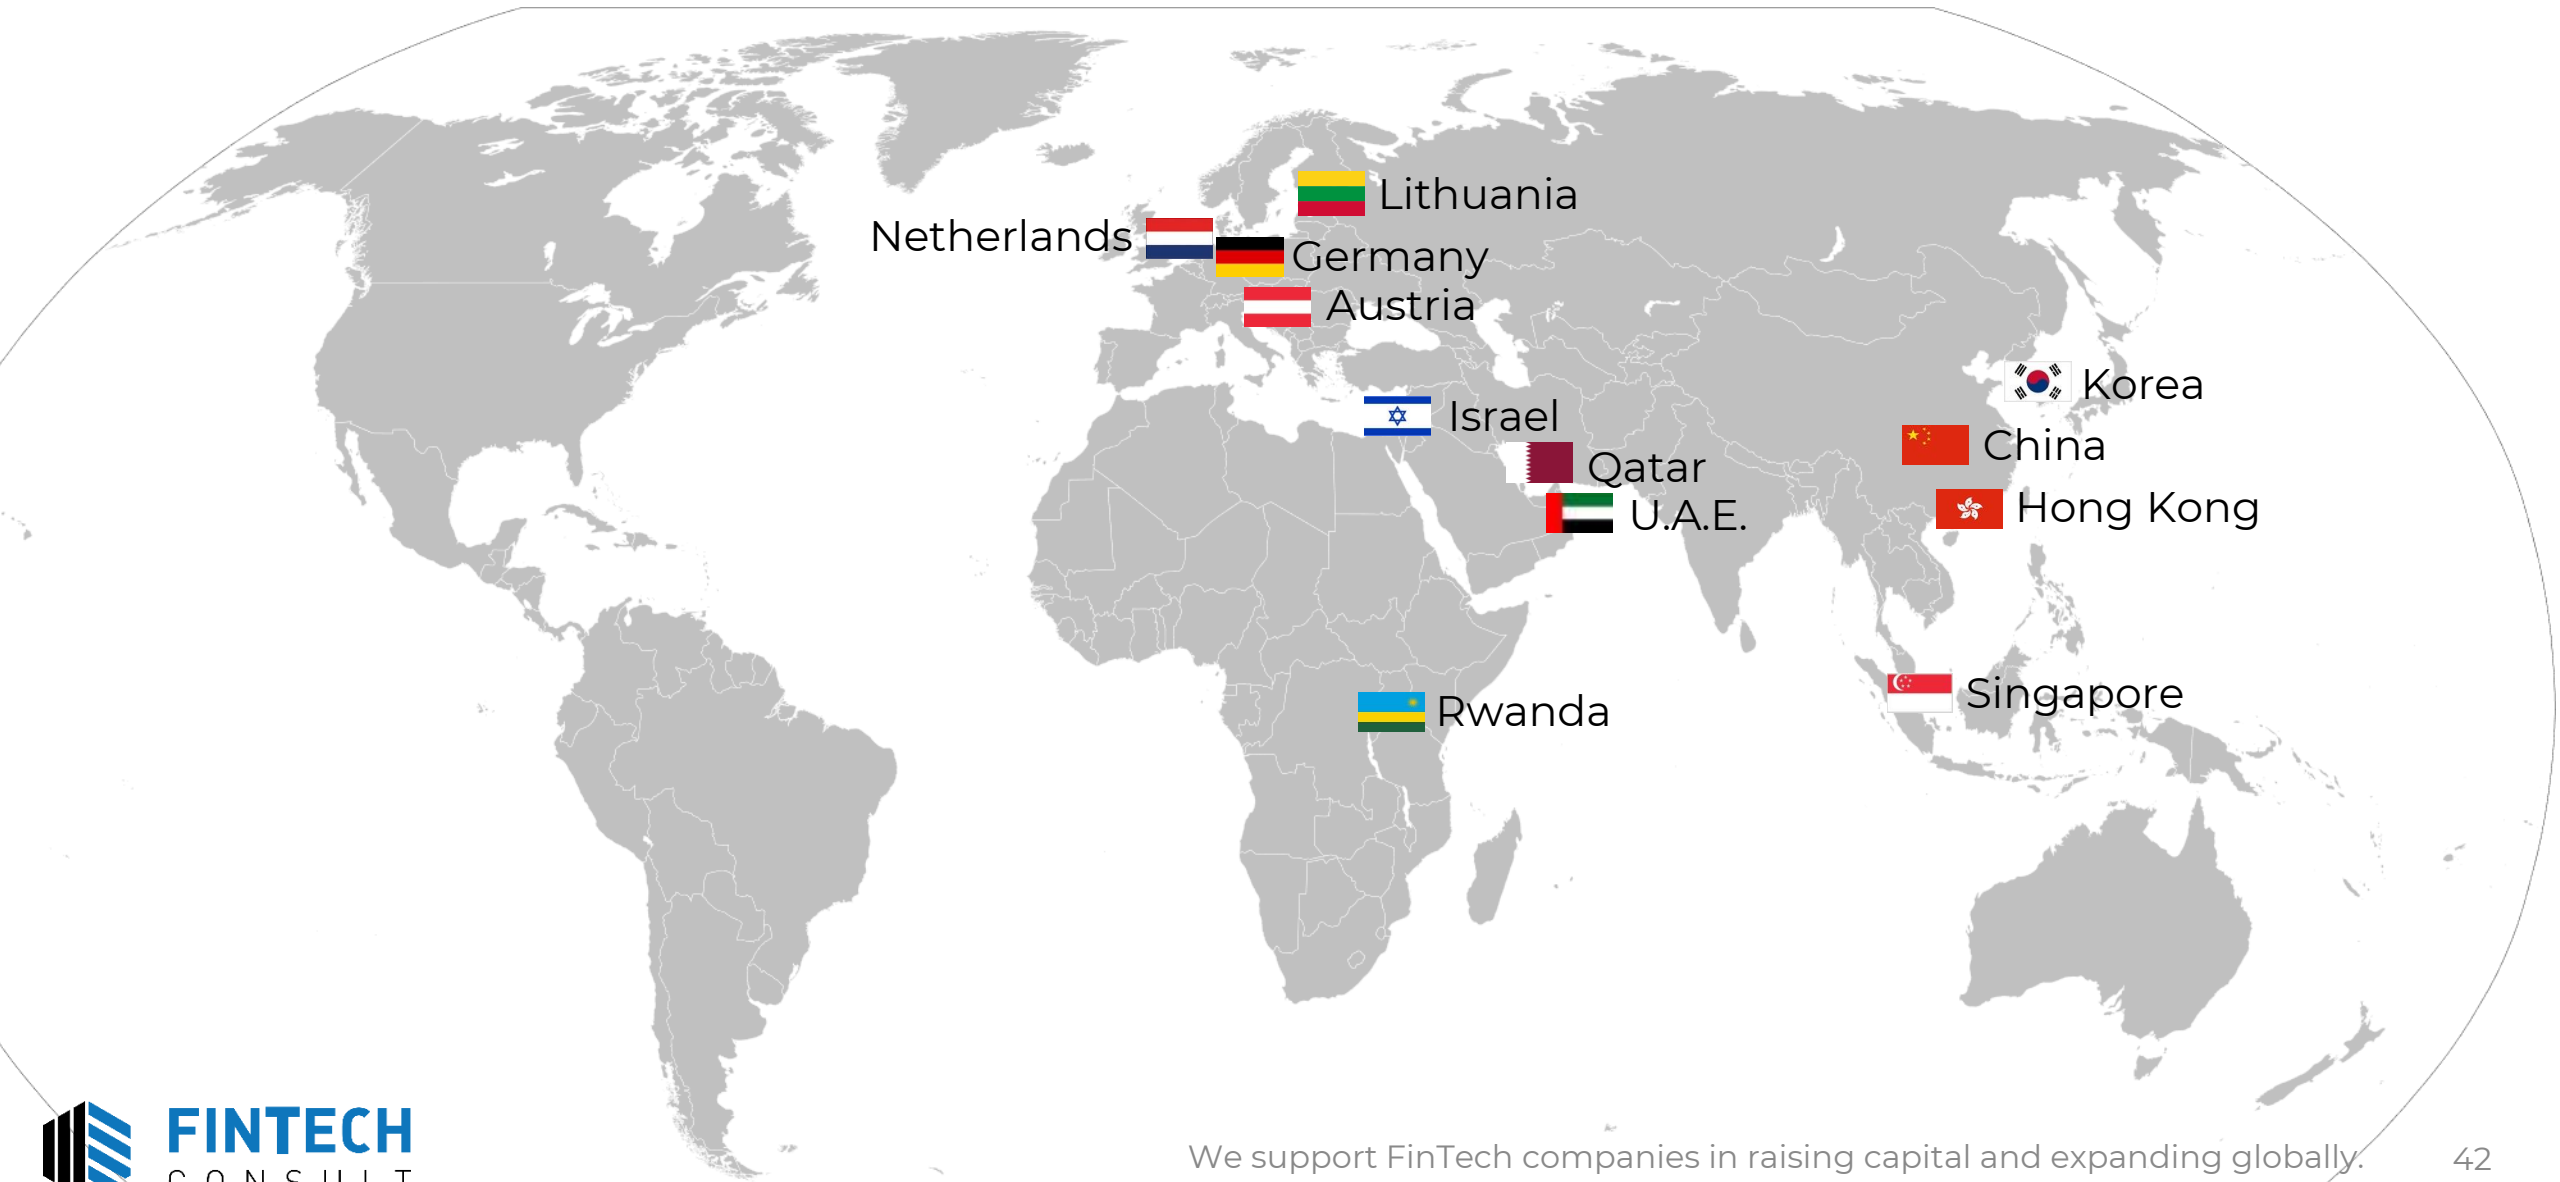 Lithuania
Netherlands
Germany
Austria
Korea
Israel
China
Qatar
Hong Kong
U.A.E.
Singapore
Rwanda
FINTECH
CONSULT
We support FinTech companies in raising capital and expanding globally.
42